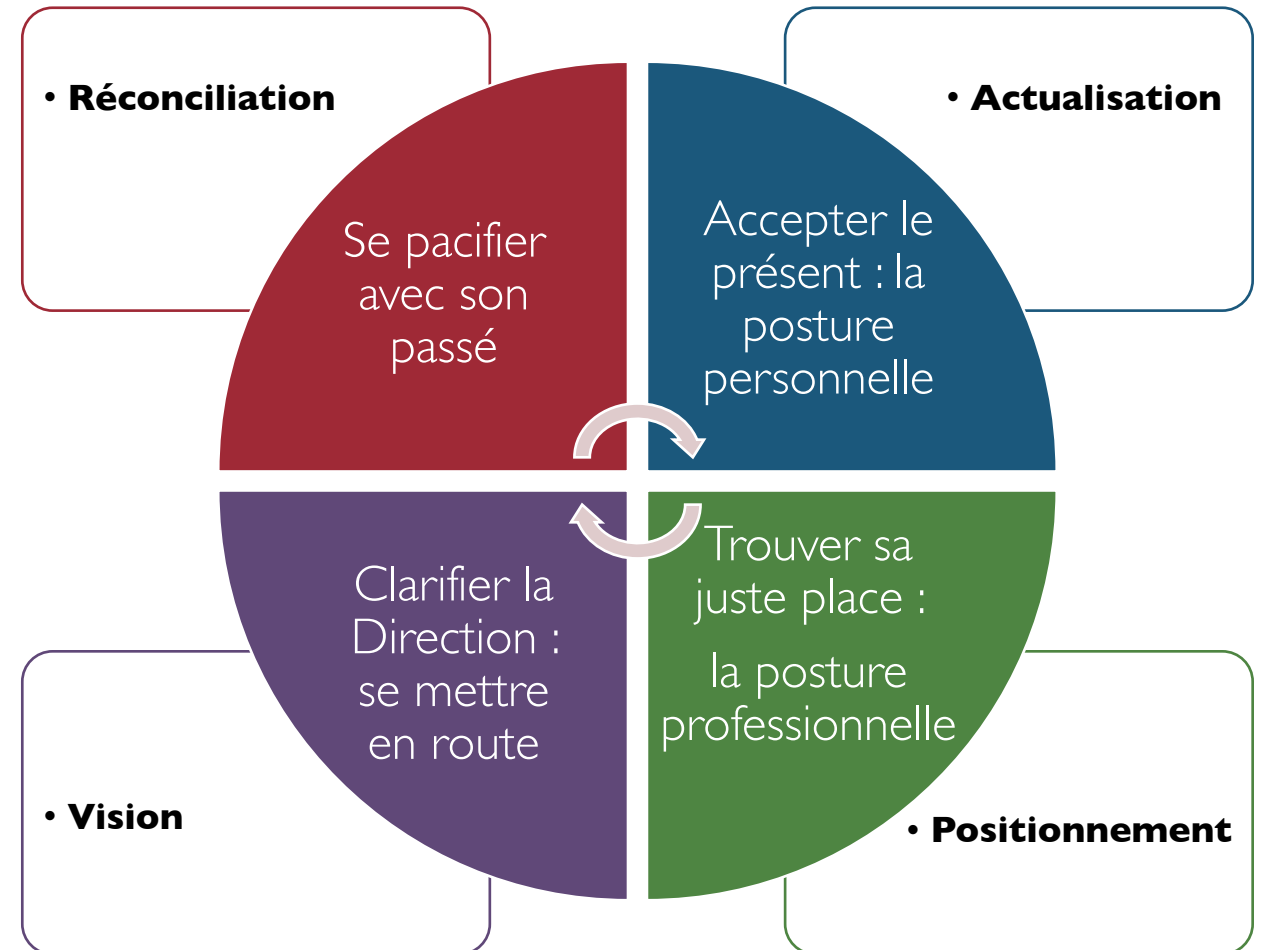 • Réconciliation
• Actualisation
Se pacifier
avec son
passé
Accepter le
présent : la
posture
personnelle
Clarifier la
Direction :
se mettre
en route
Trouver sa
juste place :
la posture
professionnelle
• Vision
• Positionnement